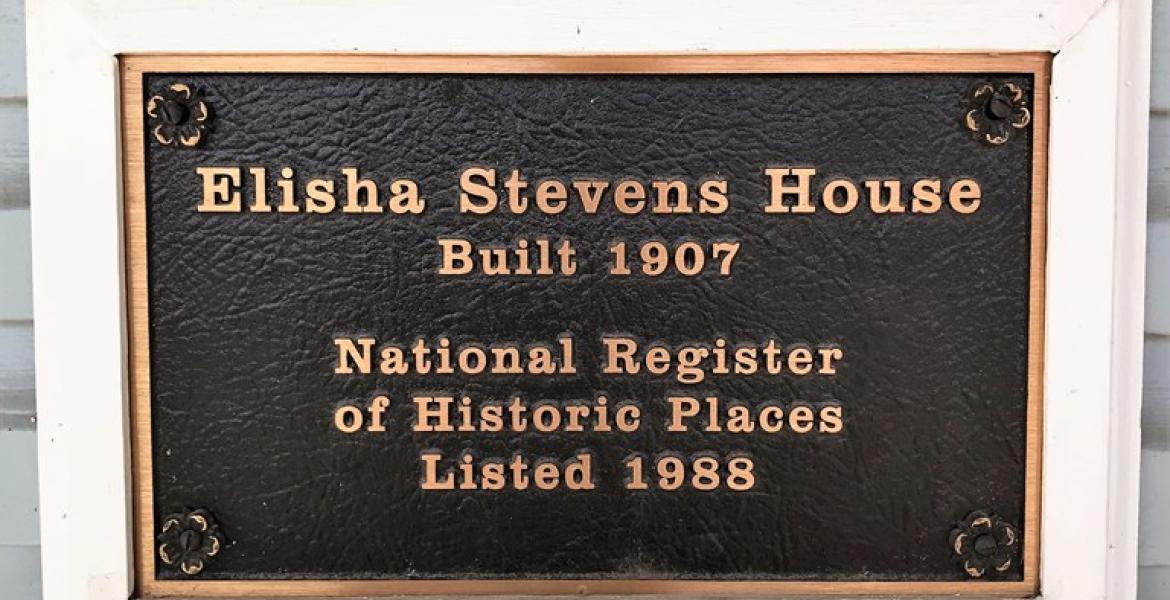 Elisha Stevens House
Built 1907
National Register
of Historic Places
Listed 1988